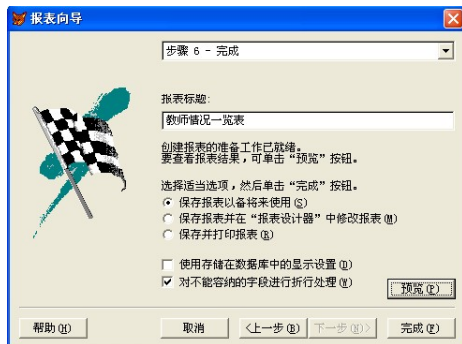 报表向导
步骤 6 - 完成
报表标题:
教师情况一览表
创建报表的准备工作已就绪。
要查看报表结果，可单击“预览”按钮。
选择适当选项，然后单击“完成”按钮。
保存报表以备将来使用(S)
保存报表并在“报表设计器”中修改报表(M)
保存并打印报表(R)
使用存储在数据库中的显示设置(D)
对不能容纳的字段进行折行处理(W)
预览(P)
帮助(H) 取消 <上一步(B) 下一步(N)> 完成(F)